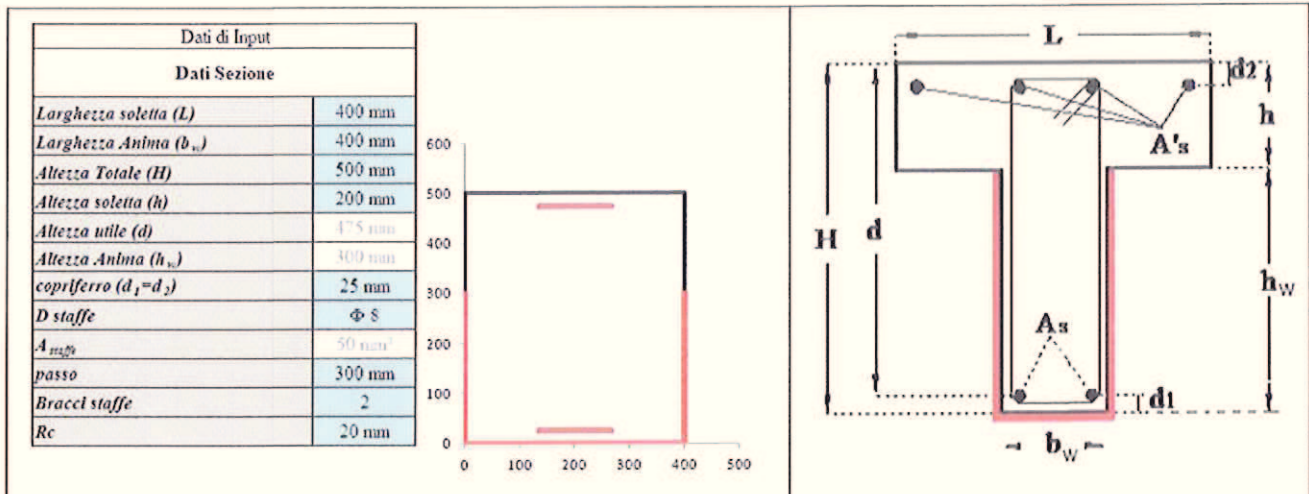 Dati di Input
Dati Sezione
Larghezza soletta (L) 400 mm
Larghezza Anima (b w) 400 mm
Altezza Totale (H) 500 mm
Altezza soletta (h) 200 mm
Altezza utile (d) 475 mm
Altezza Anima (h w) 300 mm
copriferro (d1=d2) 25 mm
D staffe Φ 8
A staffe 50 mm²
passo 300 mm
Bracci staffe 2
Rc 20 mm
600
500
400
300
200
100
0
0 100 200 300 400 500
L
d2
h
A's
H
d
hw
As
d1
bw